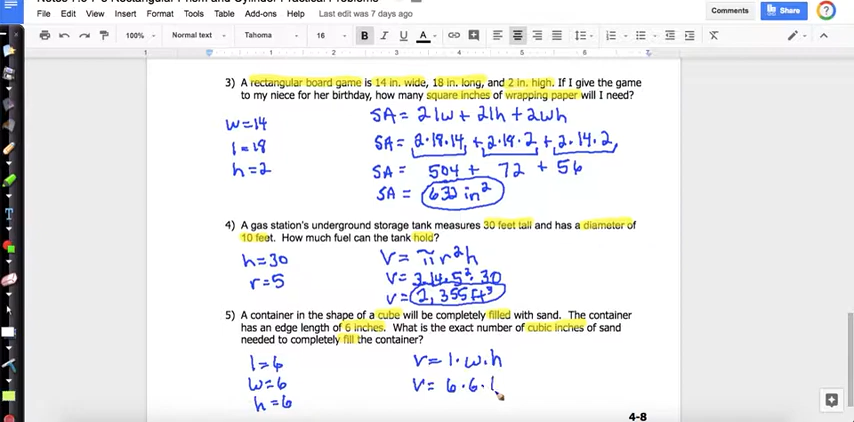 File Edit View Insert Format Tools Table Add-ons Help Last edit was 7 days ago
Comments Share
100% Normal text Tahoma 16 B I U A
1 1 2 3 4 5 6 7
3) A rectangular board game is 14 in. wide, 18 in. long, and 2 in. high. If I give the game
to my niece for her birthday, how many square inches of wrapping paper will I need?
w=14
l=18
h=2
SA = 2lw + 2lh + 2wh
SA = 2·18·14 + 2·18·2 + 2·14·2
SA = 504 + 72 + 56
SA = 632 in²
4) A gas station's underground storage tank measures 30 feet tall and has a diameter of
10 feet. How much fuel can the tank hold?
h=30
r=5
V = πr²h
V = 3.14·5²·30
V = 2,355ft³
5) A container in the shape of a cube will be completely filled with sand. The container
has an edge length of 6 inches. What is the exact number of cubic inches of sand
needed to completely fill the container?
l=6
w=6
h=6
V = l·w·h
V = 6·6·
4-8